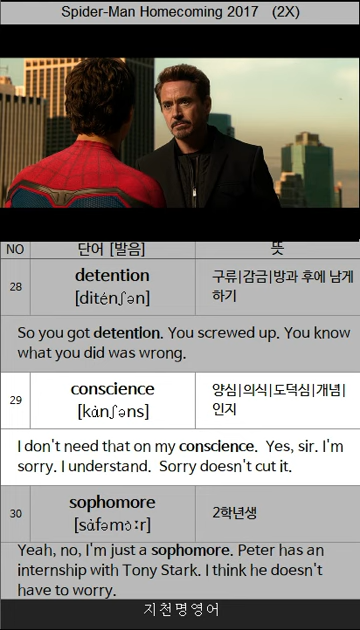 Spider-Man Homecoming 2017 (2X)
NO 단어 [발음] 뜻
28 detention 구류|감금|방과 후에 남게
[diténʃən] 하기
So you got detention. You screwed up. You know
what you did was wrong.
29 conscience 양심|의식|도덕심|개념|
[kɑ́nʃəns] 인지
I don't need that on my conscience. Yes, sir. I'm
sorry. I understand. Sorry doesn't cut it.
30 sophomore 2학년생
[sɑ́fəmɔ̀ːr]
Yeah, no, I'm just a sophomore. Peter has an
internship with Tony Stark. I think he doesn't
have to worry.
지천명영어